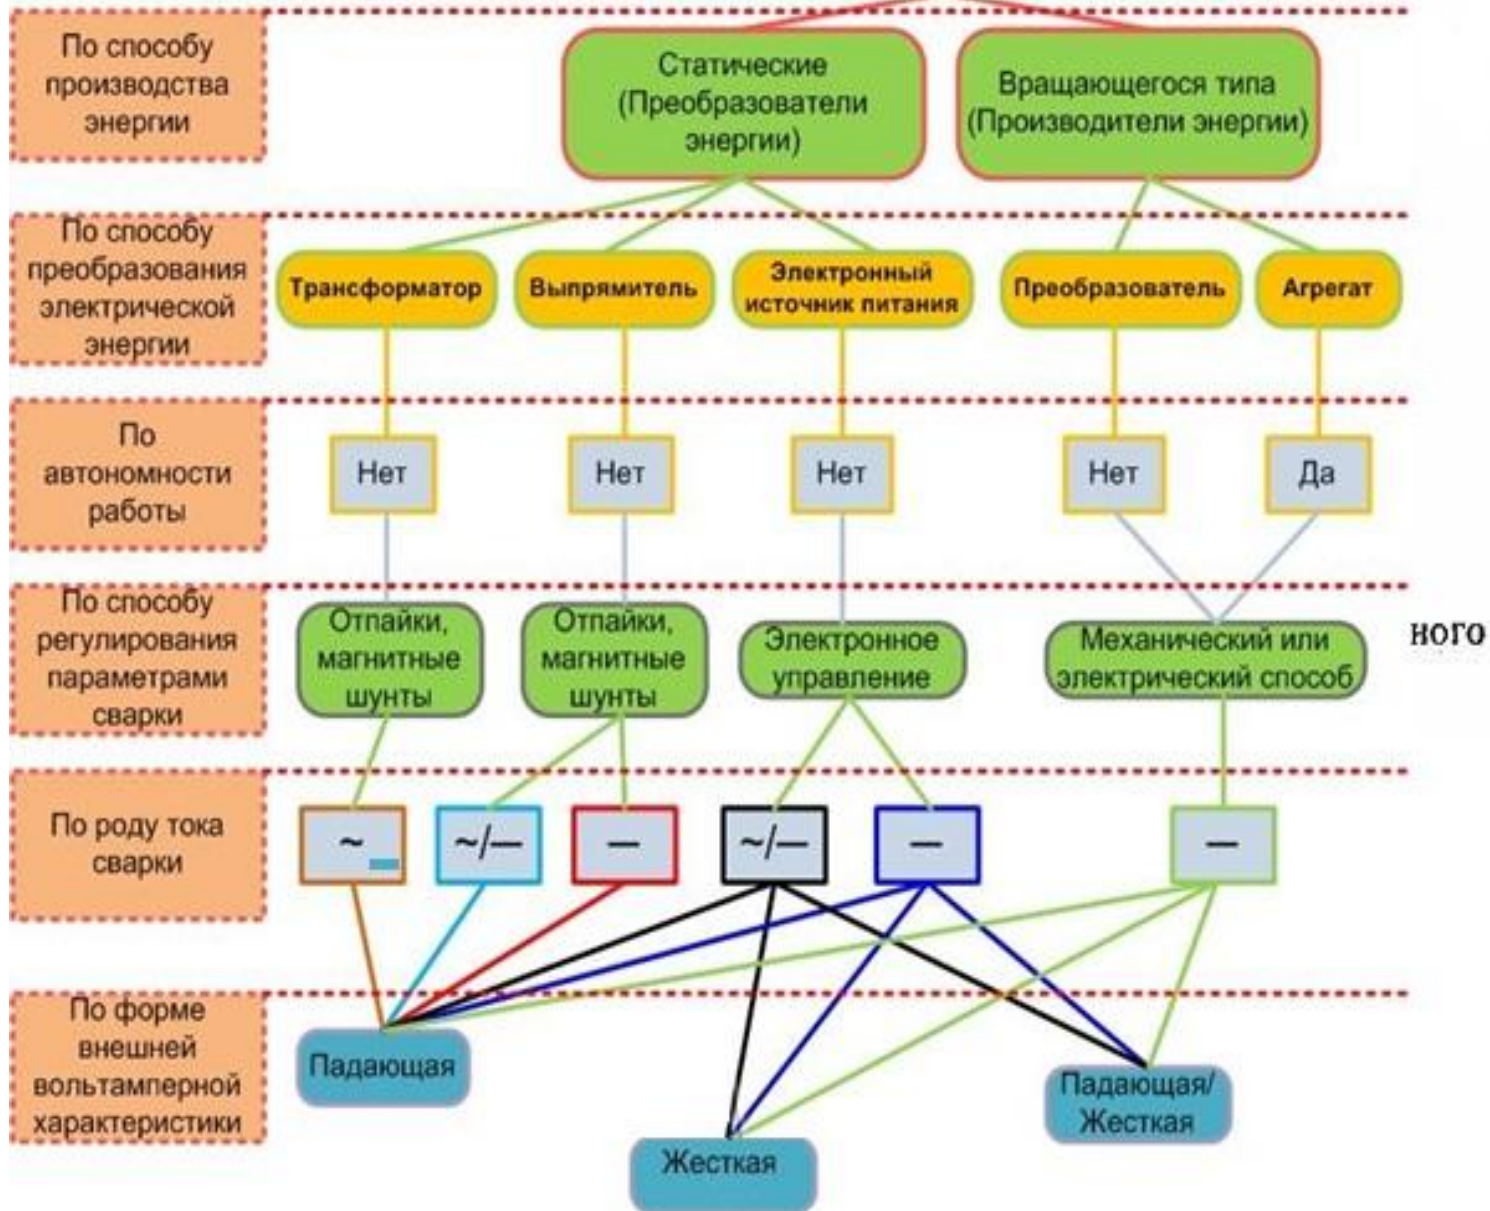 По способу
производства
энергии
Статические
(Преобразователи
энергии)
Вращающегося типа
(Производители энергии)
По способу
преобразования
электрической
энергии
Трансформатор
Выпрямитель
Электронный
источник питания
Преобразователь
Агрегат
По
автономности
работы
Нет
Нет
Нет
Нет
Да
По способу
регулирования
параметрами
сварки
Отпайки,
магнитные
шунты
Отпайки,
магнитные
шунты
Электронное
управление
Механический или
электрический способ
ного
По роду тока
сварки
~
~/—
—
~/—
—
—
По форме
внешней
вольтамперной
характеристики
Падающая
Жесткая
Падающая/
Жесткая